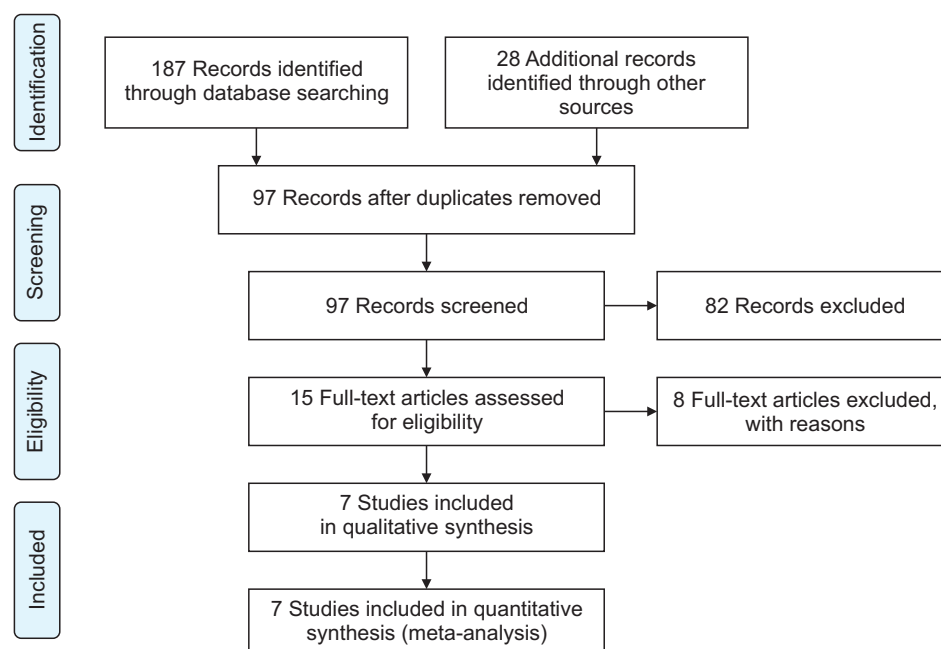 Identification
187 Records identified
through database searching
28 Additional records
identified through other
sources
Screening
97 Records after duplicates removed
97 Records screened
82 Records excluded
Eligibility
15 Full-text articles assessed
for eligibility
8 Full-text articles excluded,
with reasons
Included
7 Studies included
in qualitative synthesis
7 Studies included in quantitative
synthesis (meta-analysis)